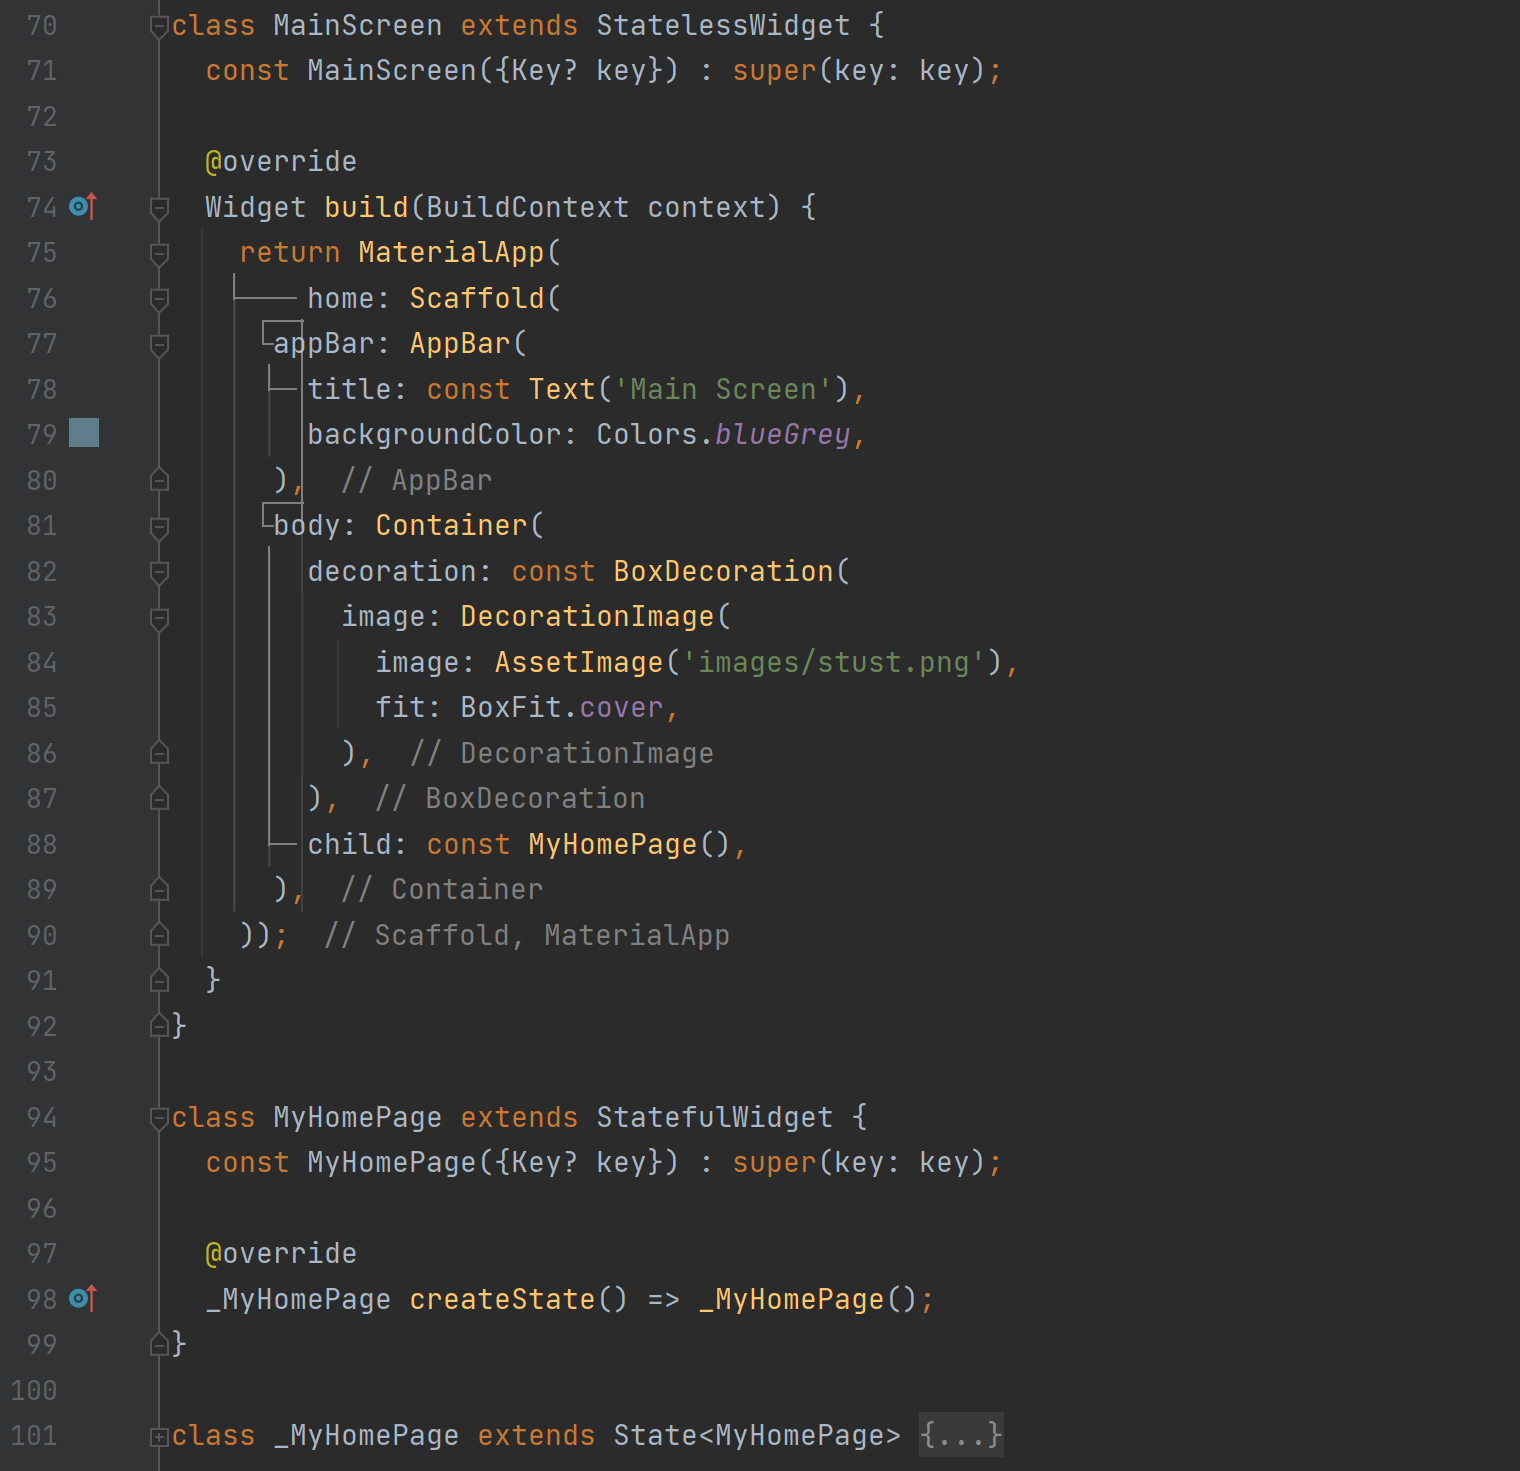 70 class MainScreen extends StatelessWidget {
71   const MainScreen({Key? key}) : super(key: key);
72
73   @override
74   Widget build(BuildContext context) {
75     return MaterialApp(
76         home: Scaffold(
77       appBar: AppBar(
78         title: const Text('Main Screen'),
79         backgroundColor: Colors.blueGrey,
80       ),  // AppBar
81       body: Container(
82         decoration: const BoxDecoration(
83           image: DecorationImage(
84             image: AssetImage('images/stust.png'),
85             fit: BoxFit.cover,
86           ),  // DecorationImage
87         ),  // BoxDecoration
88         child: const MyHomePage(),
89       ),  // Container
90     ));  // Scaffold, MaterialApp
91   }
92 }
93
94 class MyHomePage extends StatefulWidget {
95   const MyHomePage({Key? key}) : super(key: key);
96
97   @override
98   _MyHomePage createState() => _MyHomePage();
99 }
100
101 class _MyHomePage extends State<MyHomePage> {...}